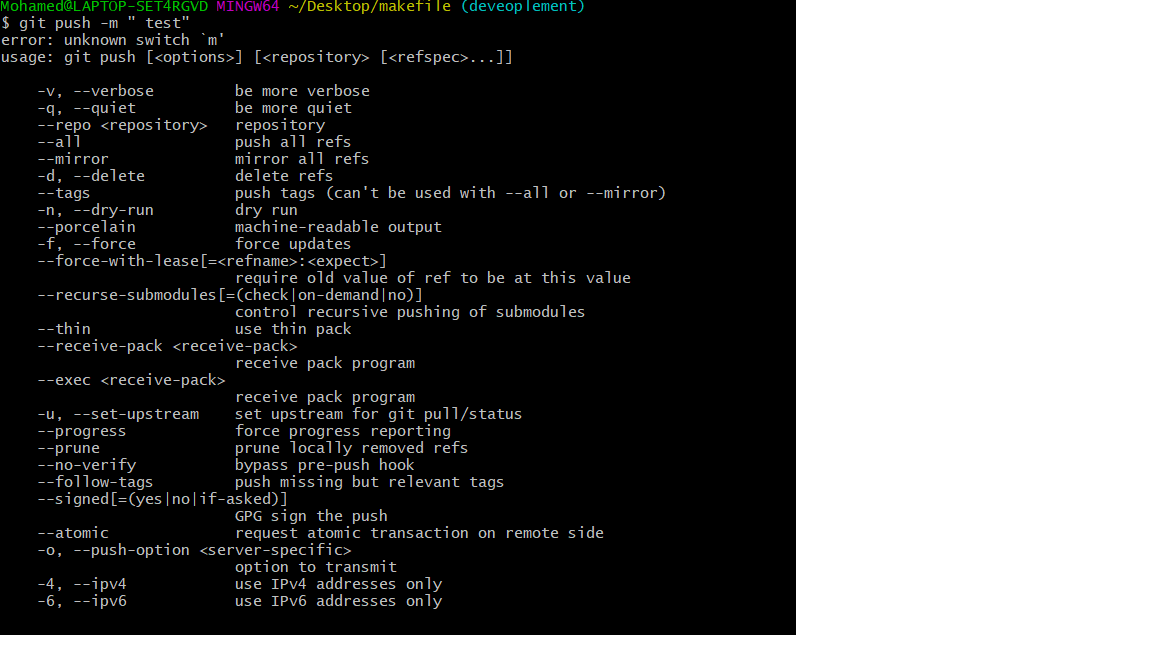 Mohamed@LAPTOP-SET4RGVD MINGW64 ~/Desktop/makefile (deveoplement)
$ git push -m " test"
error: unknown switch `m'
usage: git push [<options>] [<repository> [<refspec>...]]

    -v, --verbose         be more verbose
    -q, --quiet           be more quiet
    --repo <repository>   repository
    --all                 push all refs
    --mirror              mirror all refs
    -d, --delete          delete refs
    --tags                push tags (can't be used with --all or --mirror)
    -n, --dry-run         dry run
    --porcelain           machine-readable output
    -f, --force           force updates
    --force-with-lease[=<refname>:<expect>]
                          require old value of ref to be at this value
    --recurse-submodules[=(check|on-demand|no)]
                          control recursive pushing of submodules
    --thin                use thin pack
    --receive-pack <receive-pack>
                          receive pack program
    --exec <receive-pack>
                          receive pack program
    -u, --set-upstream    set upstream for git pull/status
    --progress            force progress reporting
    --prune               prune locally removed refs
    --no-verify           bypass pre-push hook
    --follow-tags         push missing but relevant tags
    --signed[=(yes|no|if-asked)]
                          GPG sign the push
    --atomic              request atomic transaction on remote side
    -o, --push-option <server-specific>
                          option to transmit
    -4, --ipv4            use IPv4 addresses only
    -6, --ipv6            use IPv6 addresses only